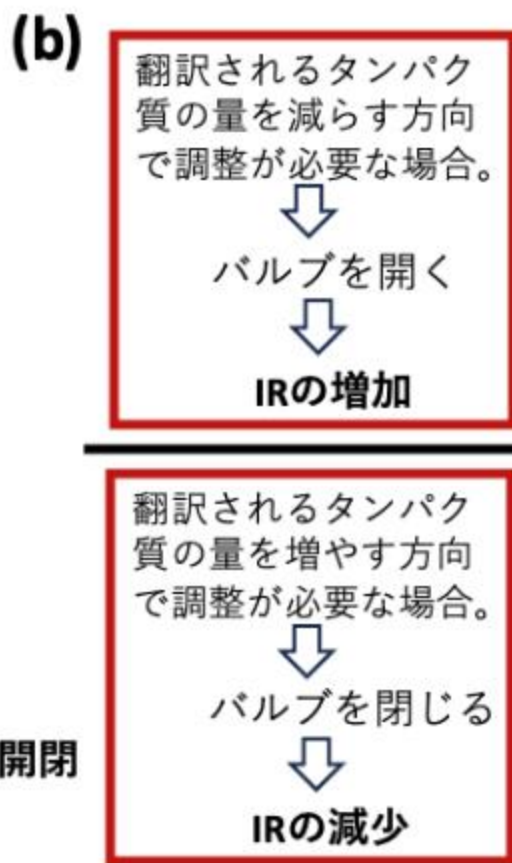 (b)
翻訳されるタンパク
質の量を減らす方向
で調整が必要な場合。
バルブを開く
IRの増加
翻訳されるタンパク
質の量を増やす方向
で調整が必要な場合。
バルブを閉じる
開閉
IRの減少